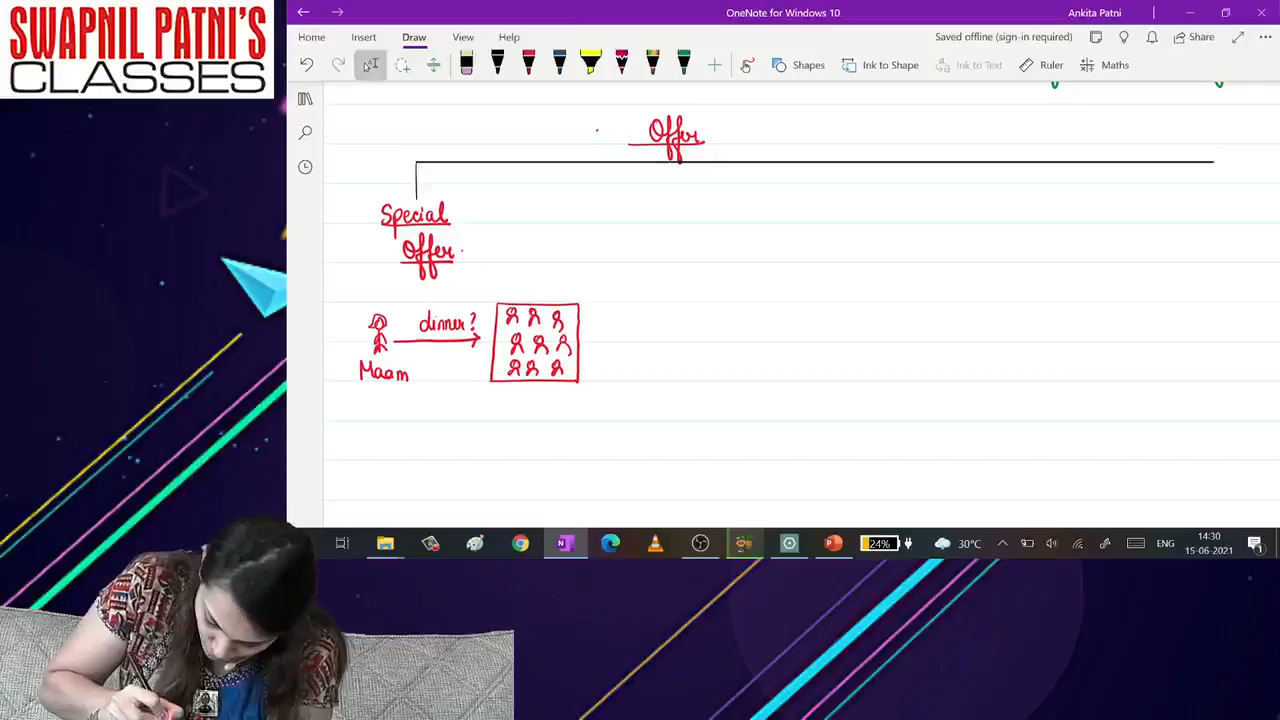 SWAPNIL PATNI'S
CLASSES
OneNote for Windows 10
Ankita Patni
Home Insert Draw View Help
Saved offline (sign-in required)
Share
Shapes
Ink to Shape
Ink to Text
Ruler
Maths
Offer
Special
Offer
dinner?
Maam
24%
30°C
ENG
14:30
15-06-2021